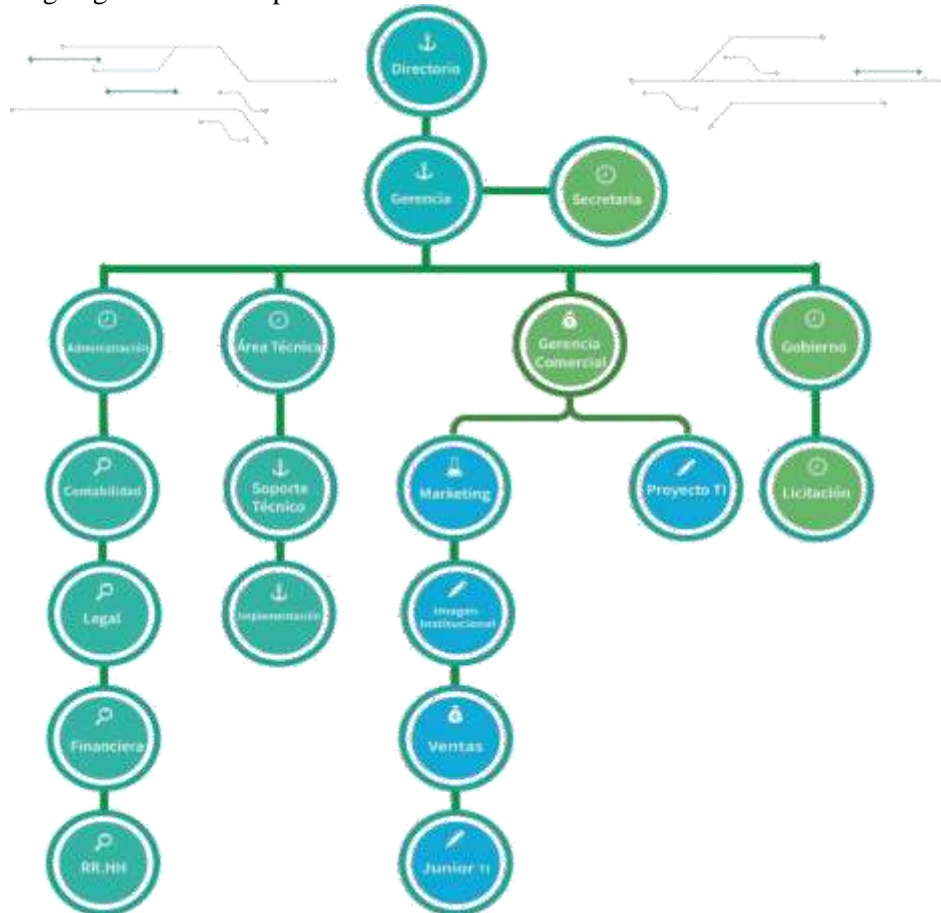 Directorio
Gerencia
Secretaria
Administración
Área Técnica
Gerencia
Comercial
Gobierno
Contabilidad
Soporte
Técnico
Marketing
Proyecto TI
Licitación
Legal
Implementación
Imagen
Institucional
Financiera
Ventas
RR.HH
Junior TI